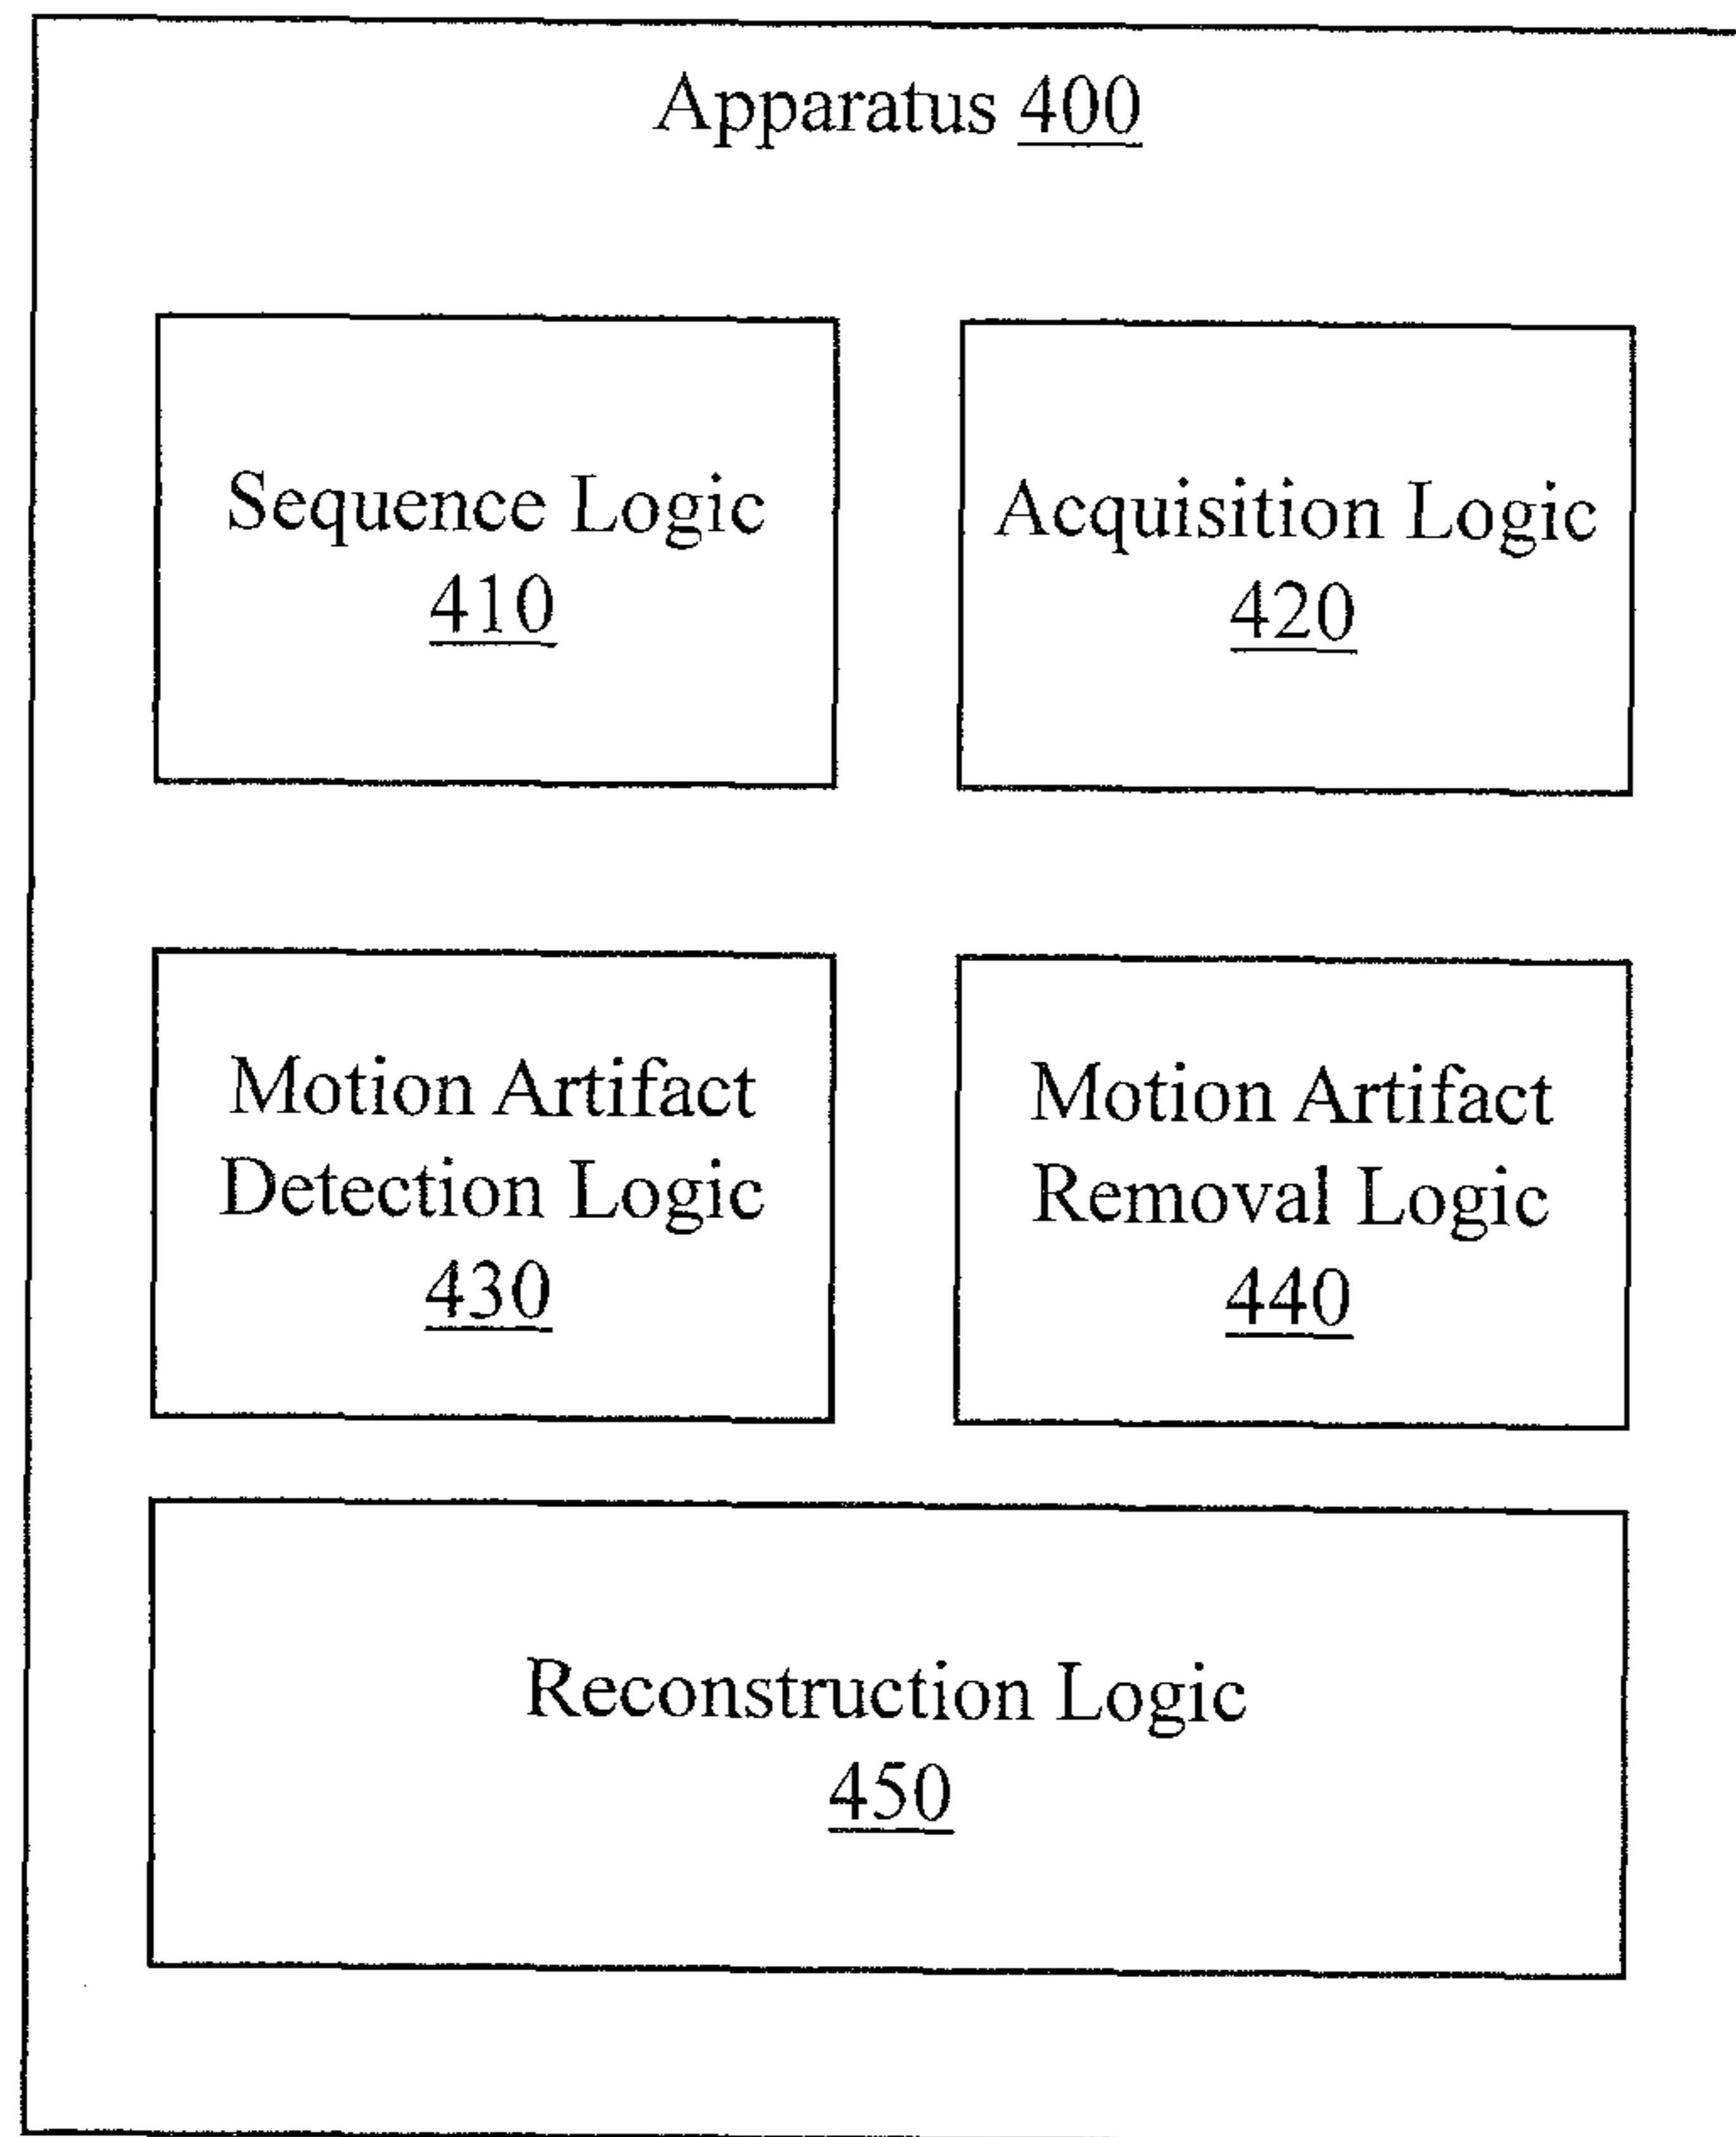 Apparatus 400
Sequence Logic
410
Acquisition Logic
420
Motion Artifact
Detection Logic
430
Motion Artifact
Removal Logic
440
Reconstruction Logic
450